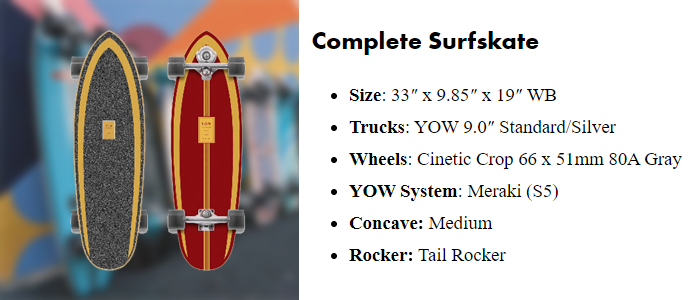 Complete Surfskate
Size: 33″ x 9.85″ x 19″ WB
Trucks: YOW 9.0″ Standard/Silver
Wheels: Cinetic Crop 66 x 51mm 80A Gray
YOW System: Meraki (S5)
Concave: Medium
Rocker: Tail Rocker
YOW